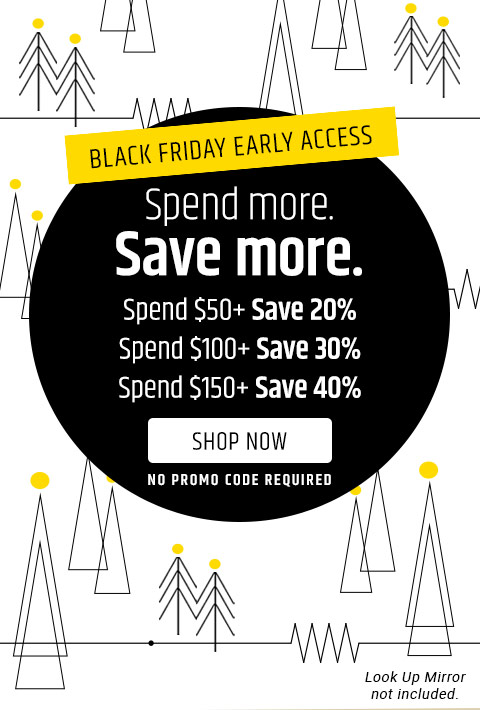 BLACK FRIDAY EARLY ACCESS
Spend more.
Save more.
Spend $50+ Save 20%
Spend $100+ Save 30%
Spend $150+ Save 40%
SHOP NOW
NO PROMO CODE REQUIRED
Look Up Mirror
not included.